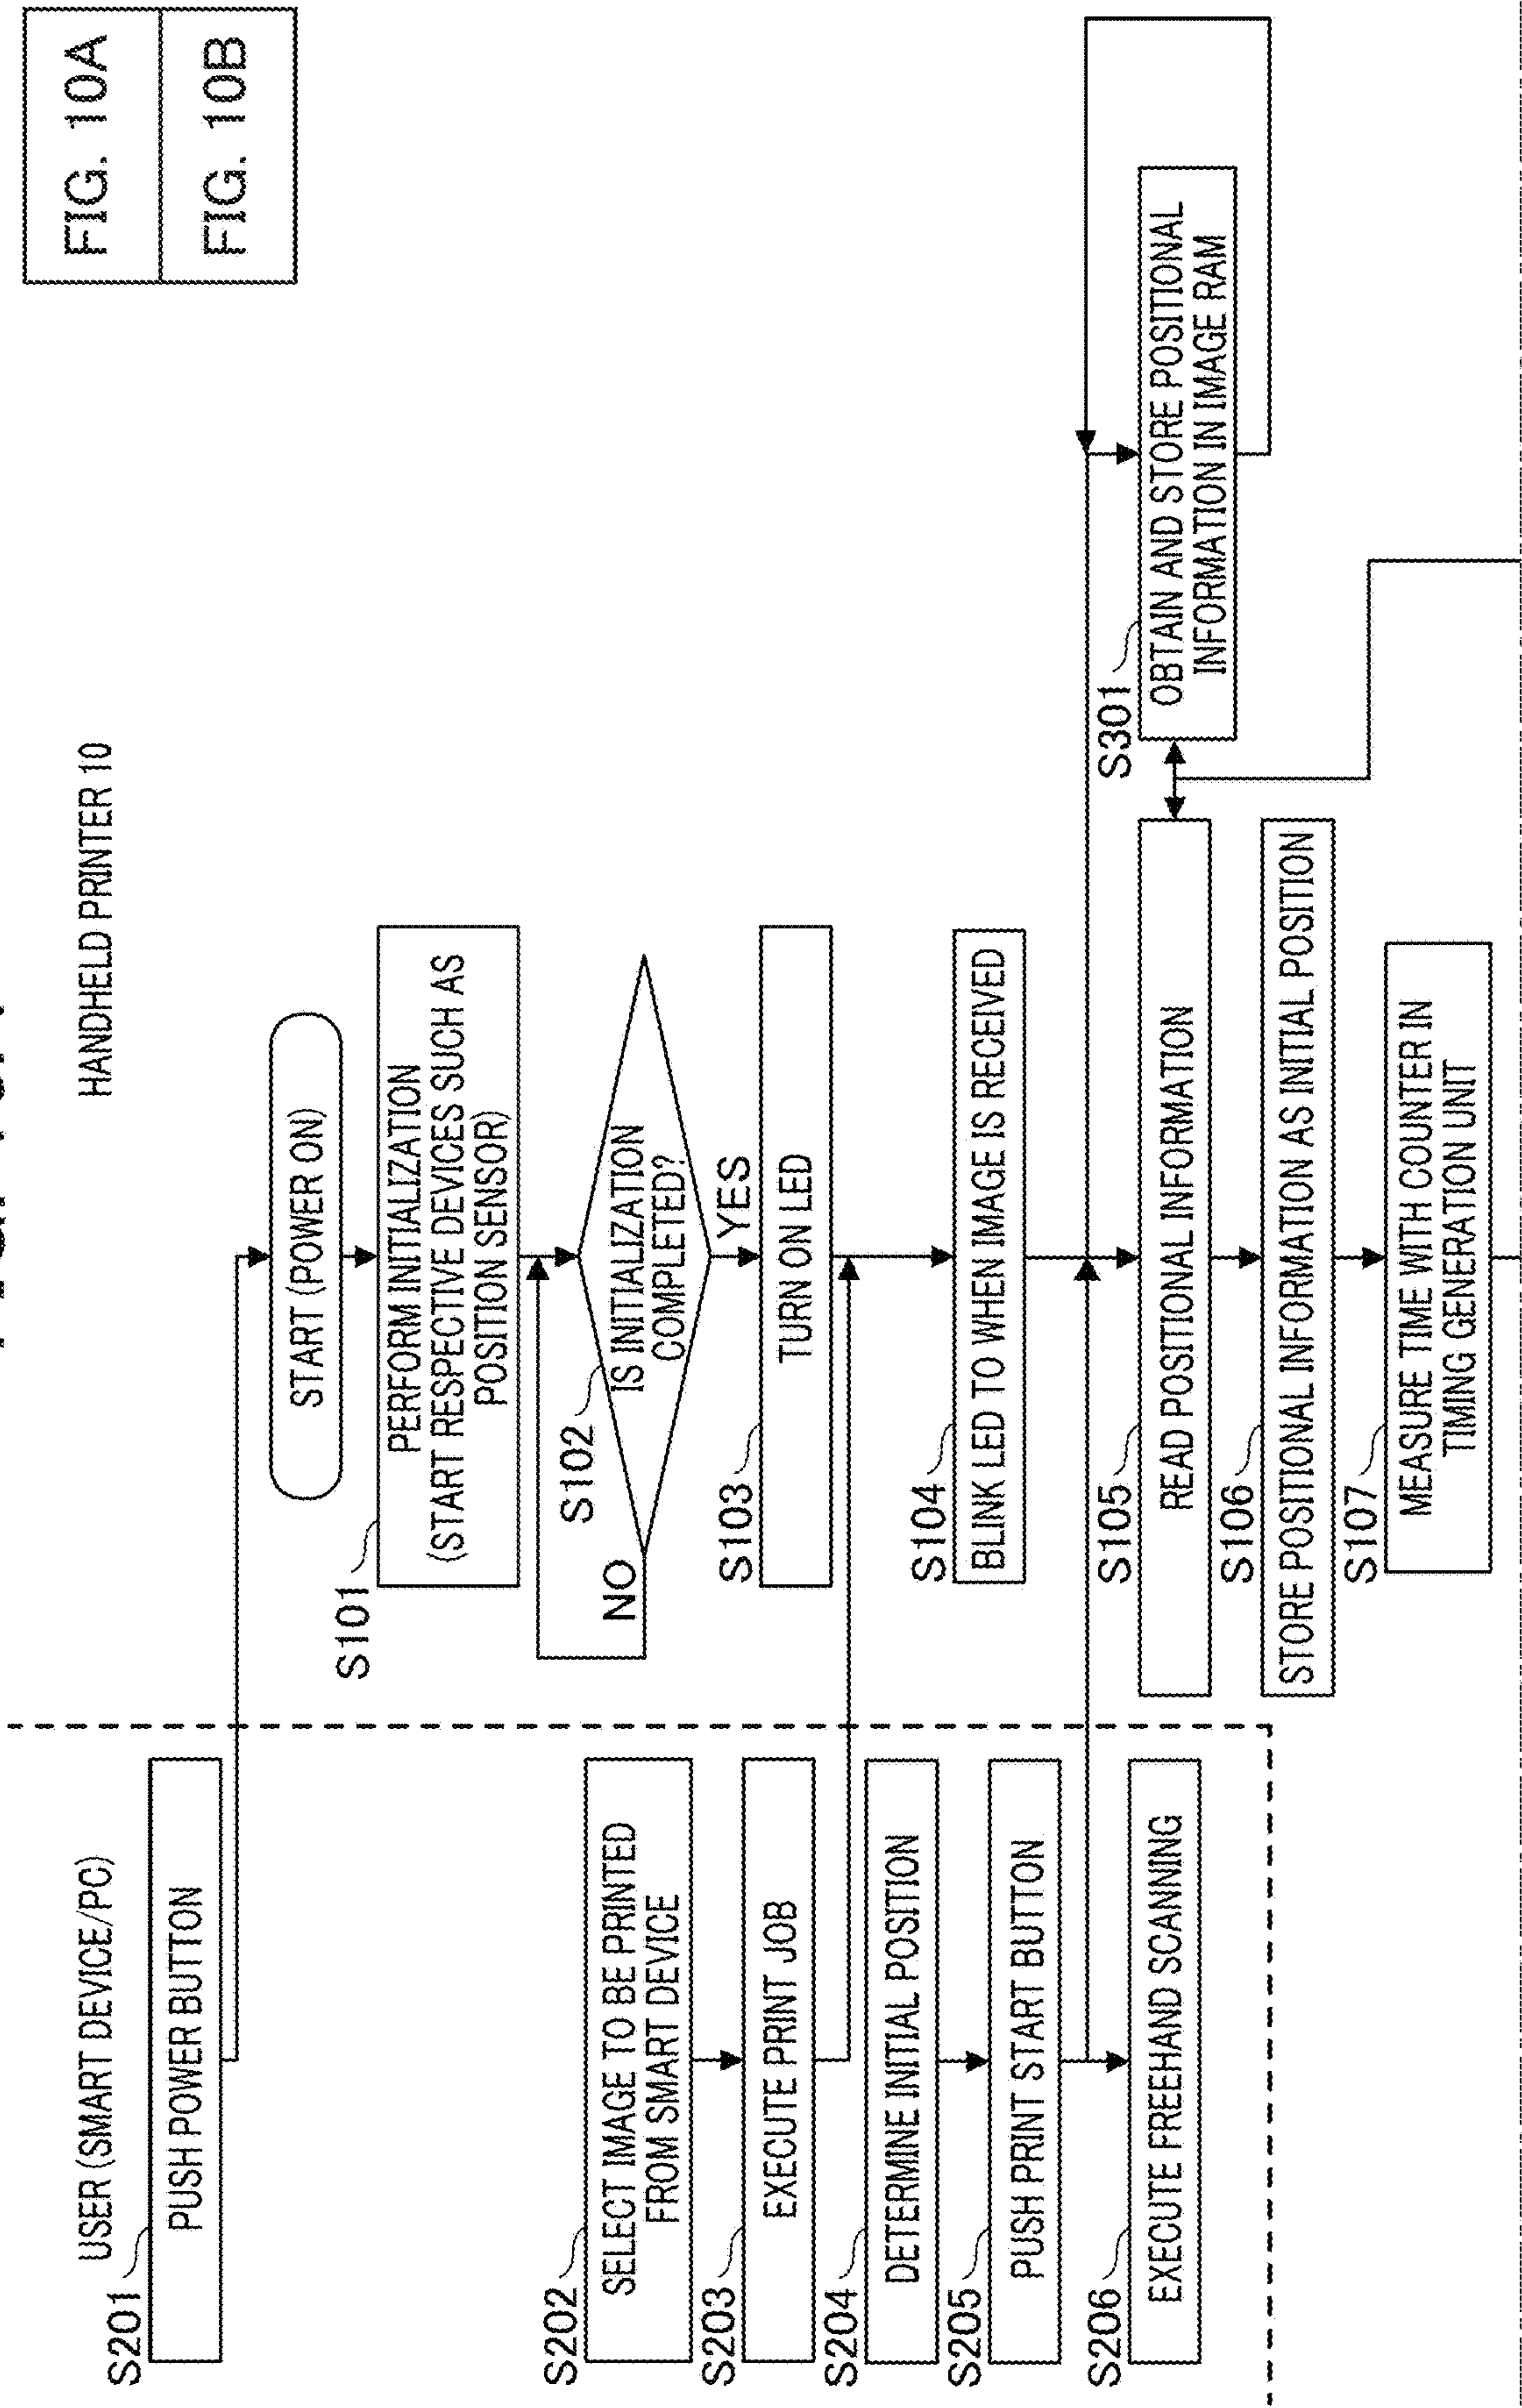 FIG. 10A
FIG. 10B
USER (SMART DEVICE/PC)
HANDHELD PRINTER 10
S201
PUSH POWER BUTTON
START (POWER ON)
S101
PERFORM INITIALIZATION
(START RESPECTIVE DEVICES SUCH AS
POSITION SENSOR)
S102
IS INITIALIZATION
COMPLETED?
NO
YES
S202
SELECT IMAGE TO BE PRINTED
FROM SMART DEVICE
S103
TURN ON LED
S203
EXECUTE PRINT JOB
S204
DETERMINE INITIAL POSITION
S104
BLINK LED TO WHEN IMAGE IS RECEIVED
S205
PUSH PRINT START BUTTON
S206
EXECUTE FREEHAND SCANNING
S105
READ POSITIONAL INFORMATION
S301
OBTAIN AND STORE POSITIONAL
INFORMATION IN IMAGE RAM
S106
STORE POSITIONAL INFORMATION AS INITIAL POSITION
S107
MEASURE TIME WITH COUNTER IN
TIMING GENERATION UNIT